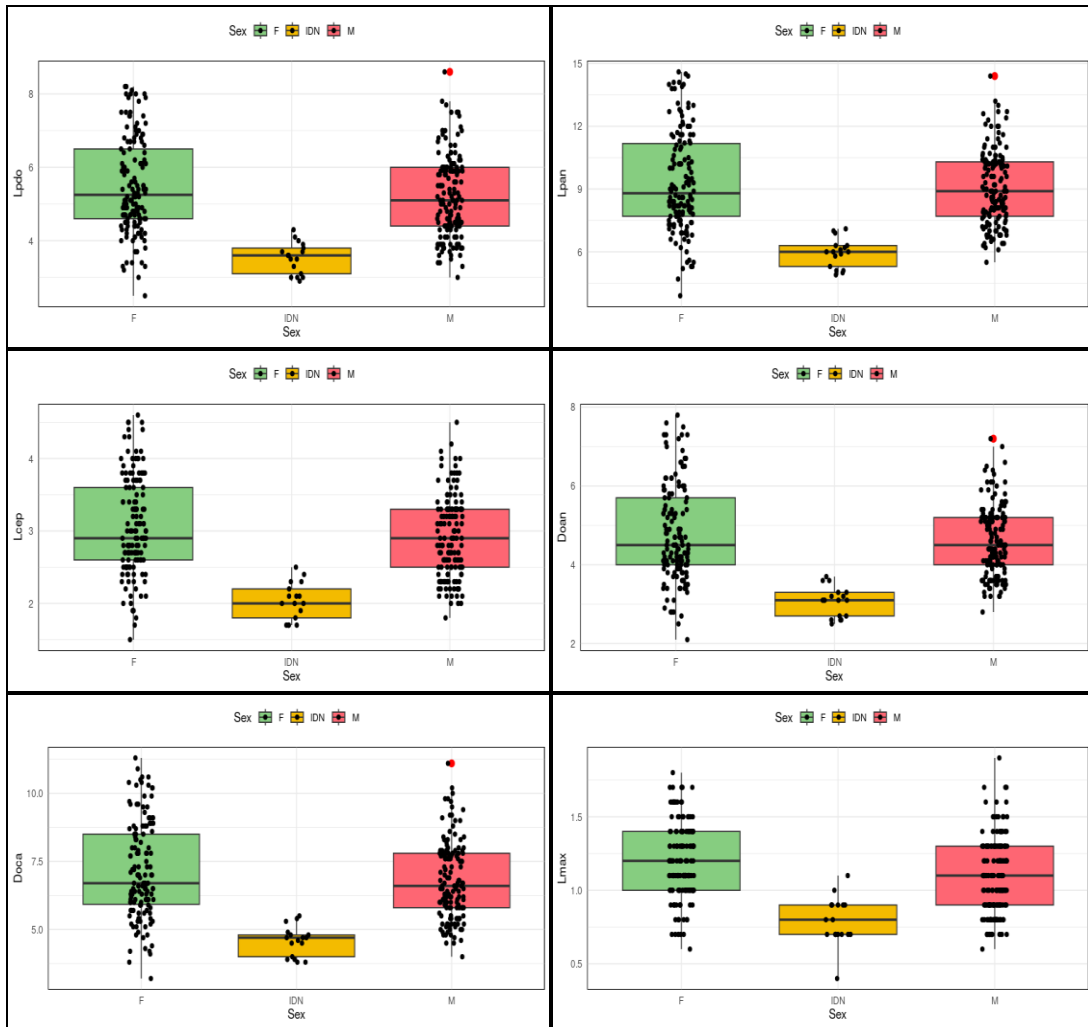 Sex F IDN M
Lpdo
8
6
4
F IDN M
Sex
Sex F IDN M
Lpan
15
12
9
6
F IDN M
Sex
Sex F IDN M
Lcep
4
3
2
F IDN M
Sex
Sex F IDN M
Doan
8
6
4
2
F IDN M
Sex
Sex F IDN M
Doca
10.0
7.5
5.0
F IDN M
Sex
Sex F IDN M
Lmax
1.5
1.0
0.5
F IDN M
Sex